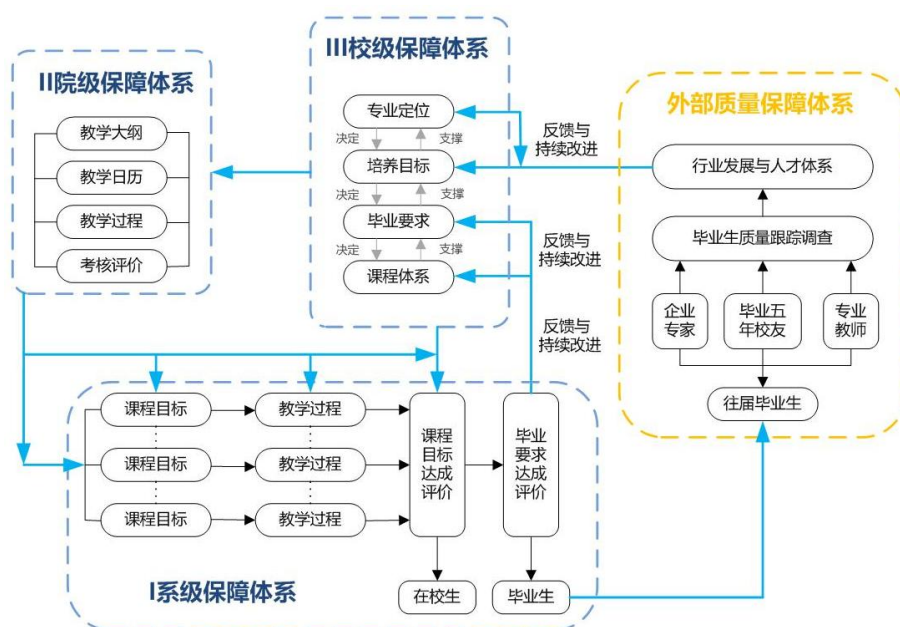 III校级保障体系
II院级保障体系
外部质量保障体系
教学大纲
教学日历
教学过程
考核评价
专业定位
决定
支撑
培养目标
决定
支撑
毕业要求
决定
支撑
课程体系
反馈与
持续改进
反馈与
持续改进
反馈与
持续改进
行业发展与人才体系
毕业生质量跟踪调查
企业
专家
毕业五
年校友
专业
教师
往届毕业生
课程目标
教学过程
课程目标
教学过程
课程目标
教学过程
课程
目标
达成
评价
毕业
要求
达成
评价
I系级保障体系
在校生
毕业生